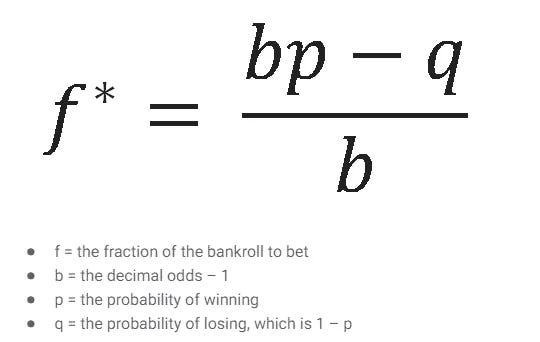 f* = (bp − q) / b
• f = the fraction of the bankroll to bet
• b = the decimal odds − 1
• p = the probability of winning
• q = the probability of losing, which is 1 − p